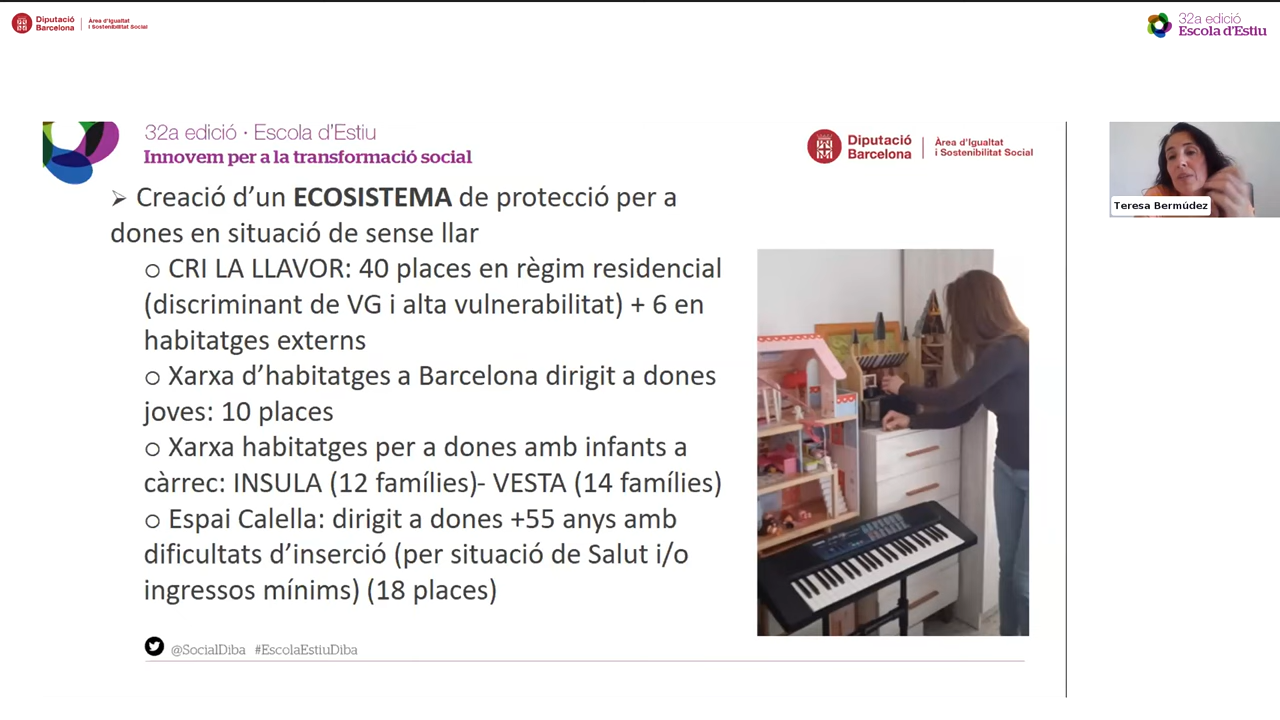 Diputació
Barcelona
Àrea d'Igualtat
i Sostenibilitat Social
32a edició
Escola d'Estiu
32a edició · Escola d'Estiu
Innovem per a la transformació social
Diputació
Barcelona
Àrea d'Igualtat
i Sostenibilitat Social
➢ Creació d'un ECOSISTEMA de protecció per a
dones en situació de sense llar
o CRI LA LLAVOR: 40 places en règim residencial
(discriminant de VG i alta vulnerabilitat) + 6 en
habitatges externs
o Xarxa d'habitatges a Barcelona dirigit a dones
joves: 10 places
o Xarxa habitatges per a dones amb infants a
càrrec: INSULA (12 famílies)- VESTA (14 famílies)
o Espai Calella: dirigit a dones +55 anys amb
dificultats d'inserció (per situació de Salut i/o
ingressos mínims) (18 places)
@SocialDiba #EscolaEstiuDiba
Teresa Bermúdez